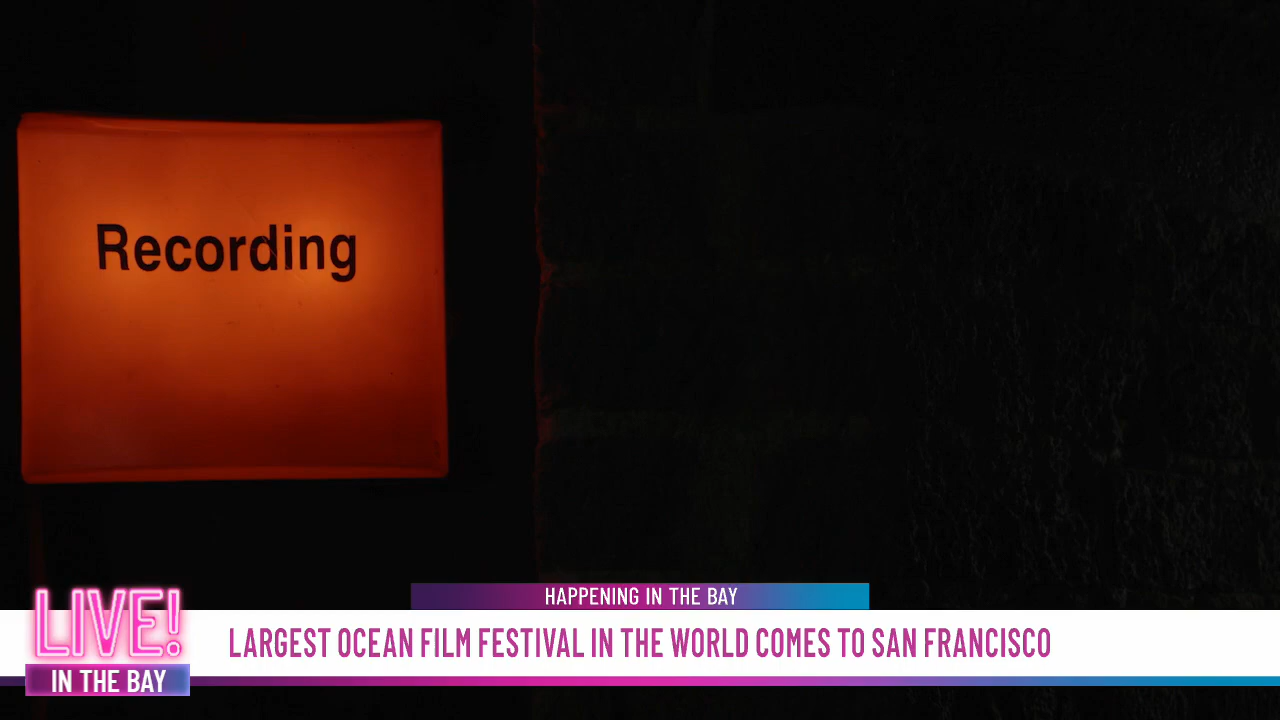 Recording
HAPPENING IN THE BAY
LIVE!
LARGEST OCEAN FILM FESTIVAL IN THE WORLD COMES TO SAN FRANCISCO
IN THE BAY